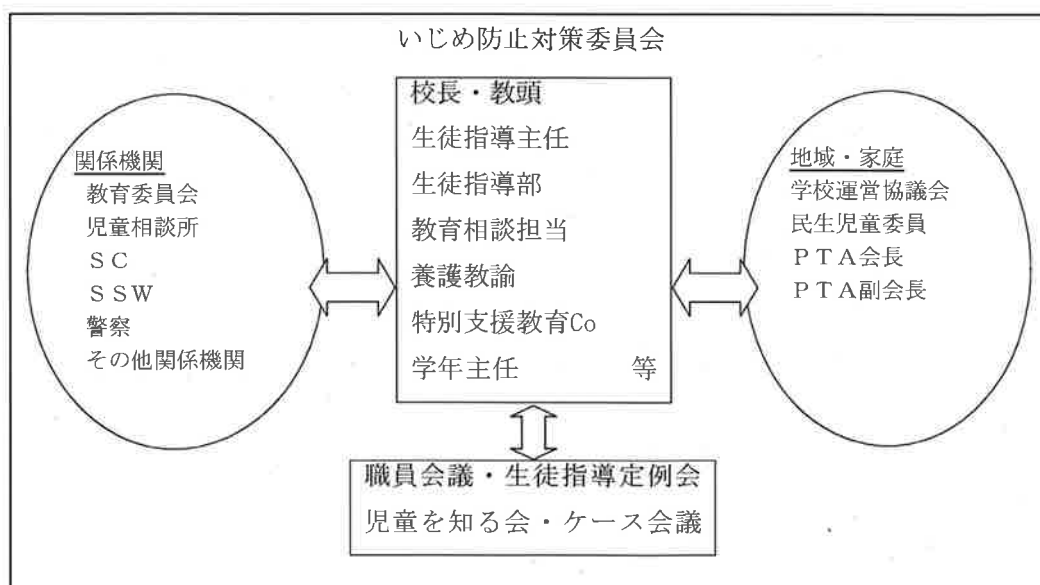 いじめ防止対策委員会
関係機関
教育委員会
児童相談所
ＳＣ
ＳＳＷ
警察
その他関係機関
校長・教頭
生徒指導主任
生徒指導部
教育相談担当
養護教諭
特別支援教育Co
学年主任　　　等
地域・家庭
学校運営協議会
民生児童委員
ＰＴＡ会長
ＰＴＡ副会長
職員会議・生徒指導定例会
児童を知る会・ケース会議